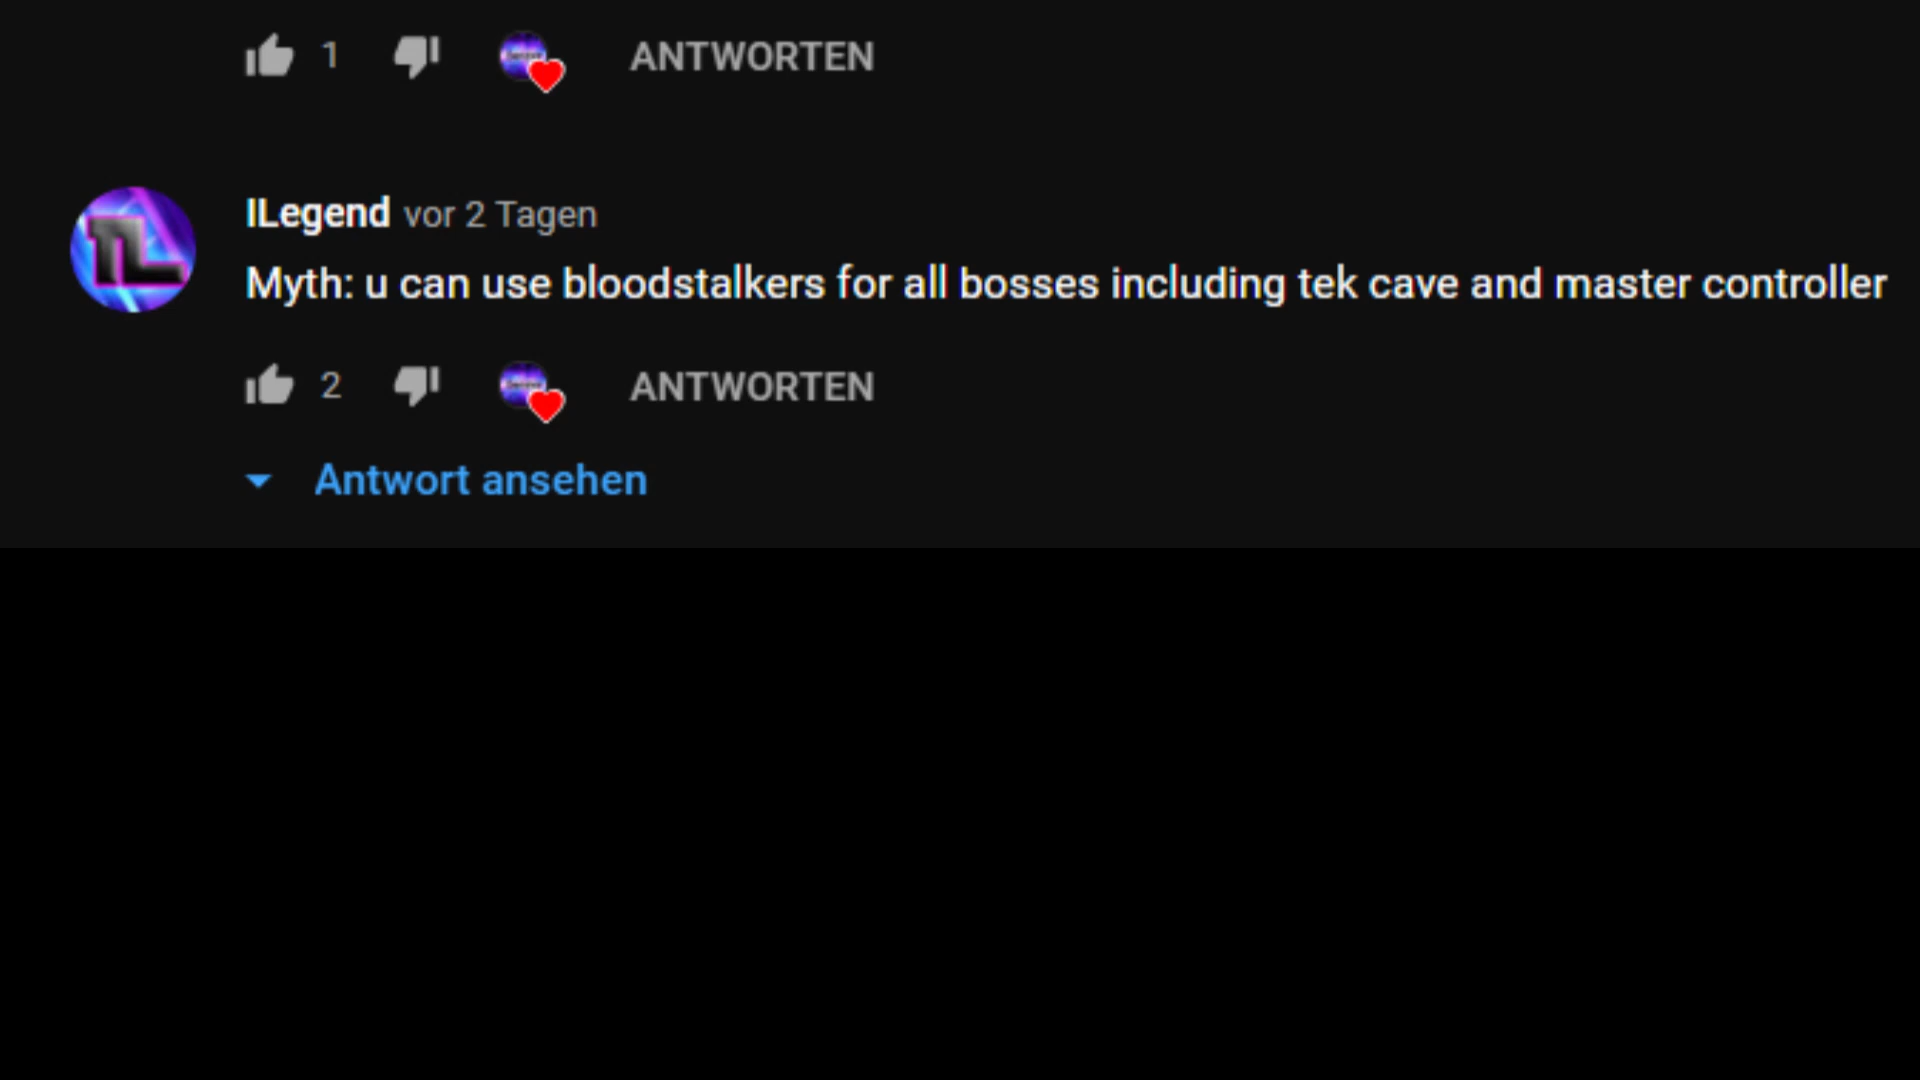 1 ANTWORTEN
ILegend vor 2 Tagen
Myth: u can use bloodstalkers for all bosses including tek cave and master controller
2 ANTWORTEN
Antwort ansehen